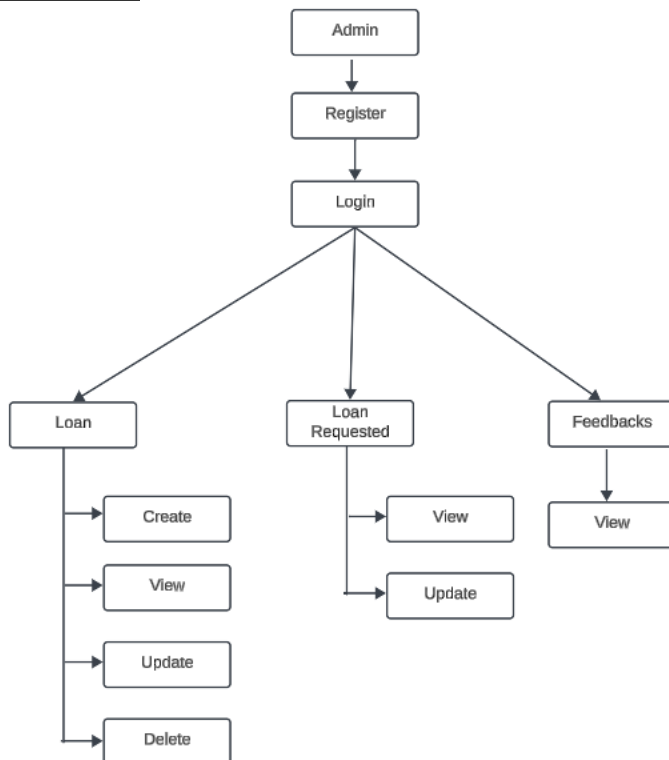 Admin
Register
Login
Loan
Loan
Requested
Feedbacks
Create
View
View
View
Update
Update
Delete